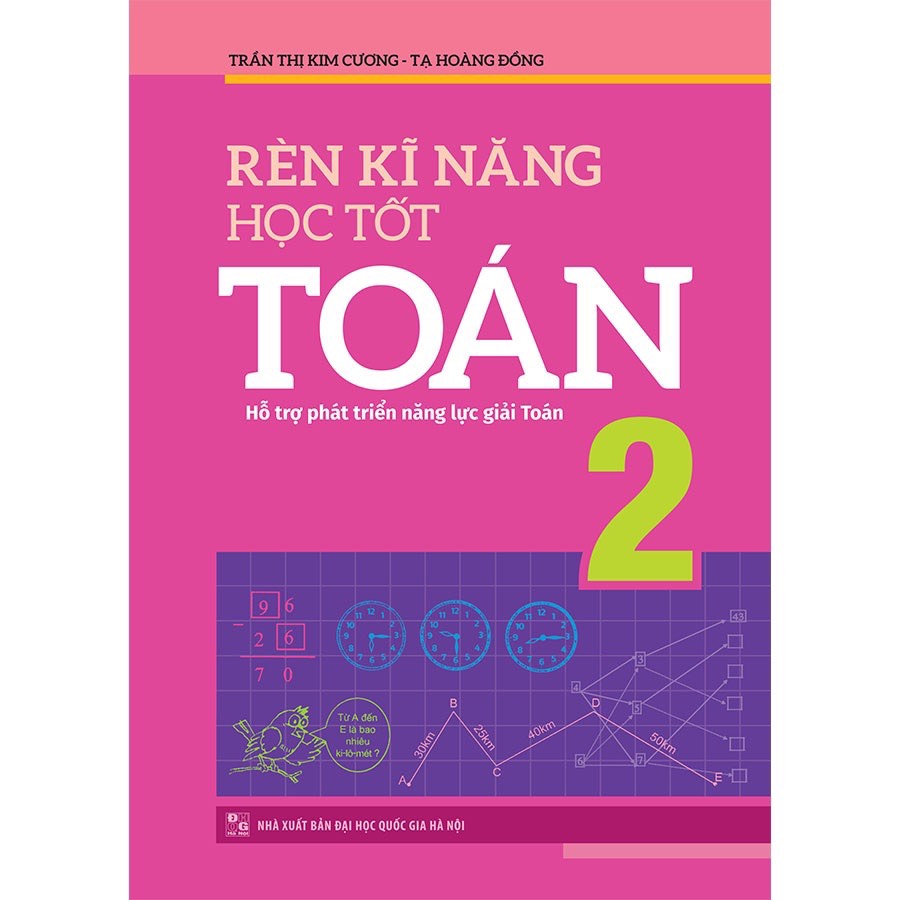 TRẦN THỊ KIM CƯƠNG - TẠ HOÀNG ĐỒNG
RÈN KĨ NĂNG
HỌC TỐT
TOÁN
Hỗ trợ phát triển năng lực giải Toán
2
9 6
- 2 6
7 0
Từ A đến
E là bao
nhiêu
ki-lô-mét ?
A
30km
B
25km
C
40km
D
50km
E
4
6
3
5
7
43
NHÀ XUẤT BẢN ĐẠI HỌC QUỐC GIA HÀ NỘI